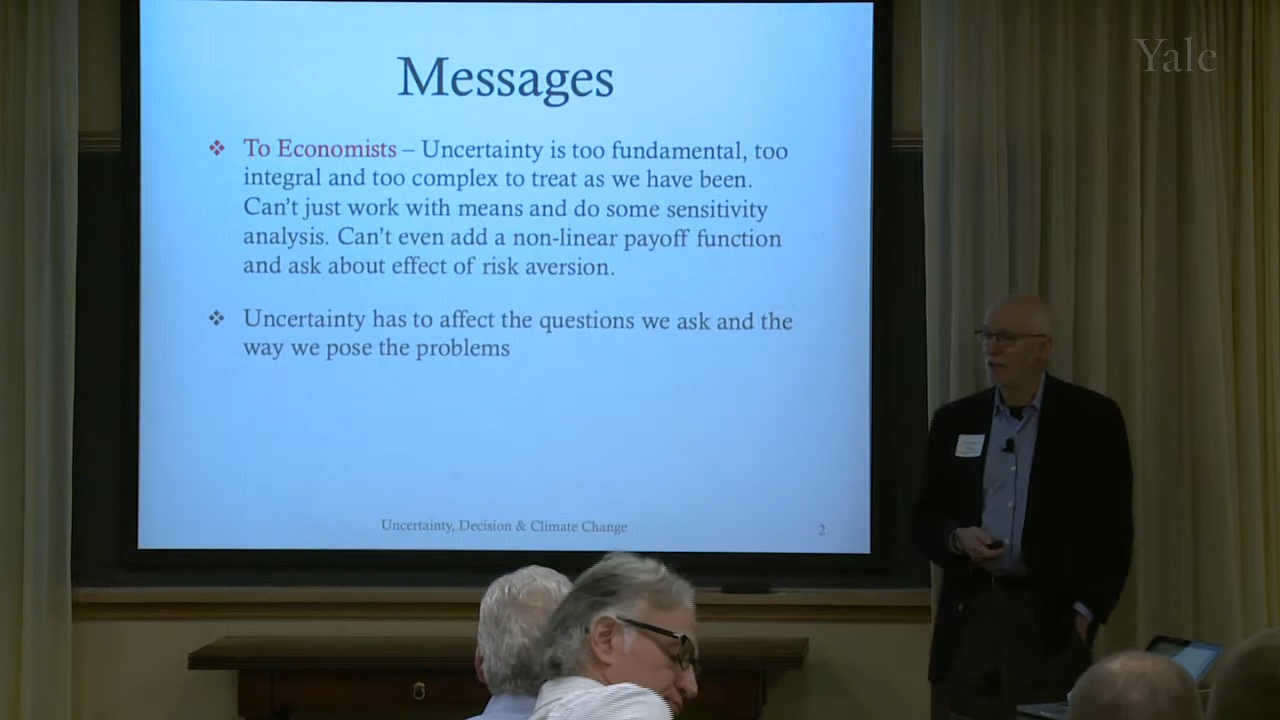 Yale
Messages
❖ To Economists – Uncertainty is too fundamental, too
integral and too complex to treat as we have been.
Can't just work with means and do some sensitivity
analysis. Can't even add a non-linear payoff function
and ask about effect of risk aversion.
❖ Uncertainty has to affect the questions we ask and the
way we pose the problems
Uncertainty, Decision & Climate Change
2